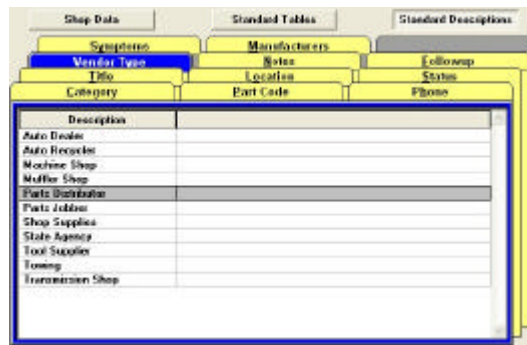 Shop Data Standard Tables Standard Descriptions
Symptoms Manufacturers
Vendor Type Notes Followup
Title Location Status
Category Part Code Phone
Description
Auto Dealer
Auto Recycler
Machine Shop
Muffler Shop
Parts Distributor
Parts Jobber
Shop Supplies
State Agency
Tool Supplier
Towing
Transmission Shop